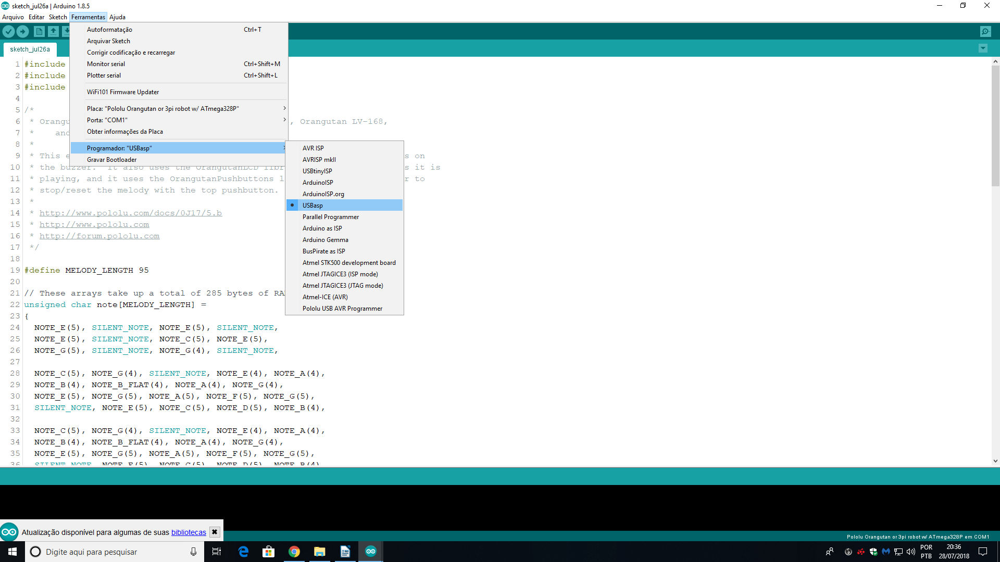 sketch_jul26a | Arduino 1.8.5
Arquivo Editar Sketch Ferramentas Ajuda
Autoformatação Ctrl+T
Arquivar Sketch
Corrigir codificação e recarregar
Monitor serial Ctrl+Shift+M
Plotter serial Ctrl+Shift+L
WiFi101 Firmware Updater
Placa: "Pololu Orangutan or 3pi robot w/ ATmega328P"
Porta: "COM1"
Obter informações da Placa
Programador: "USBasp"
Gravar Bootloader
AVR ISP
AVRISP mkII
USBtinyISP
ArduinoISP
ArduinoISP.org
USBasp
Parallel Programmer
Arduino as ISP
Arduino Gemma
BusPirate as ISP
Atmel STK500 development board
Atmel JTAGICE3 (ISP mode)
Atmel JTAGICE3 (JTAG mode)
Atmel-ICE (AVR)
Pololu USB AVR Programmer
sketch_jul26a
1 #include
2 #include
3 #include
4
5 /*
6 * Orangu , Orangutan LV-168,
7 * and
8 *
9 * This e s on
10 * the buzzer. It also uses the OrangutanLCD libr s it is
11 * playing, and it uses the OrangutanPushbuttons l r to
12 * stop/reset the melody with the top pushbutton.
13 *
14 * http://www.pololu.com/docs/0J17/5.b
15 * http://www.pololu.com
16 * http://forum.pololu.com
17 */
18
19 #define MELODY_LENGTH 95
20
21 // These arrays take up a total of 285 bytes of RA
22 unsigned char note[MELODY_LENGTH] =
23 {
24 NOTE_E(5), SILENT_NOTE, NOTE_E(5), SILENT_NOTE,
25 NOTE_E(5), SILENT_NOTE, NOTE_C(5), NOTE_E(5),
26 NOTE_G(5), SILENT_NOTE, NOTE_G(4), SILENT_NOTE,
27
28 NOTE_C(5), NOTE_G(4), SILENT_NOTE, NOTE_E(4), NOTE_A(4),
29 NOTE_B(4), NOTE_B_FLAT(4), NOTE_A(4), NOTE_G(4),
30 NOTE_E(5), NOTE_G(5), NOTE_A(5), NOTE_F(5), NOTE_G(5),
31 SILENT_NOTE, NOTE_E(5), NOTE_C(5), NOTE_D(5), NOTE_B(4),
32
33 NOTE_C(5), NOTE_G(4), SILENT_NOTE, NOTE_E(4), NOTE_A(4),
34 NOTE_B(4), NOTE_B_FLAT(4), NOTE_A(4), NOTE_G(4),
35 NOTE_E(5), NOTE_G(5), NOTE_A(5), NOTE_F(5), NOTE_G(5),
36 SILENT_NOTE, NOTE_E(5), NOTE_C(5), NOTE_D(5), NOTE_B(4)
Atualização disponível para algumas de suas bibliotecas
Pololu Orangutan or 3pi robot w/ ATmega328P em COM1
Digite aqui para pesquisar
POR
PTB
20:36
28/07/2018